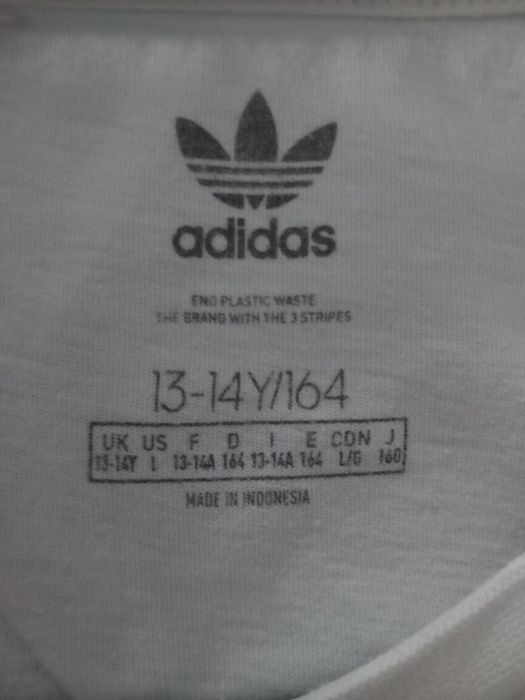 adidas
END PLASTIC WASTE
THE BRAND WITH THE 3 STRIPES
13-14Y/164
UK US F D I E CDN J
13-14Y L 13-14A 164 13-14A 164 L/G 160
MADE IN INDONESIA